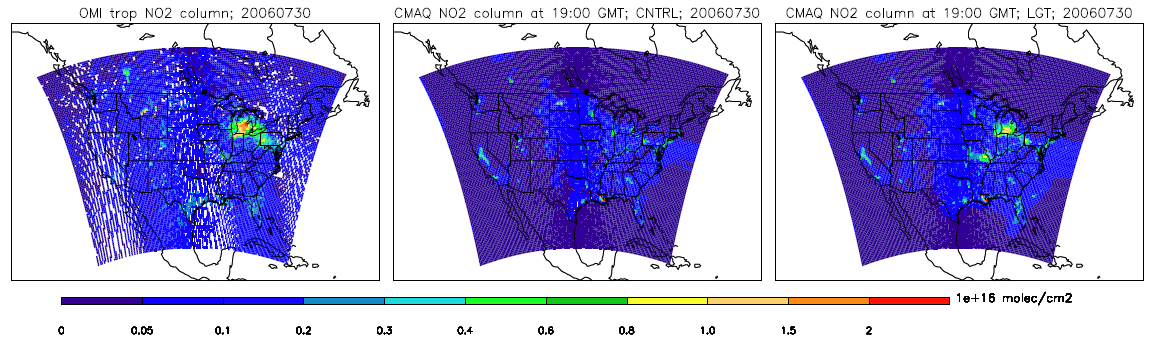 OMI trop NO2 column; 20060730
CMAQ NO2 column at 19:00 GMT; CNTRL; 20060730
CMAQ NO2 column at 19:00 GMT; LGT; 20060730
1e+16 molec/cm2
0 0.05 0.1 0.2 0.3 0.4 0.6 0.8 1.0 1.5 2